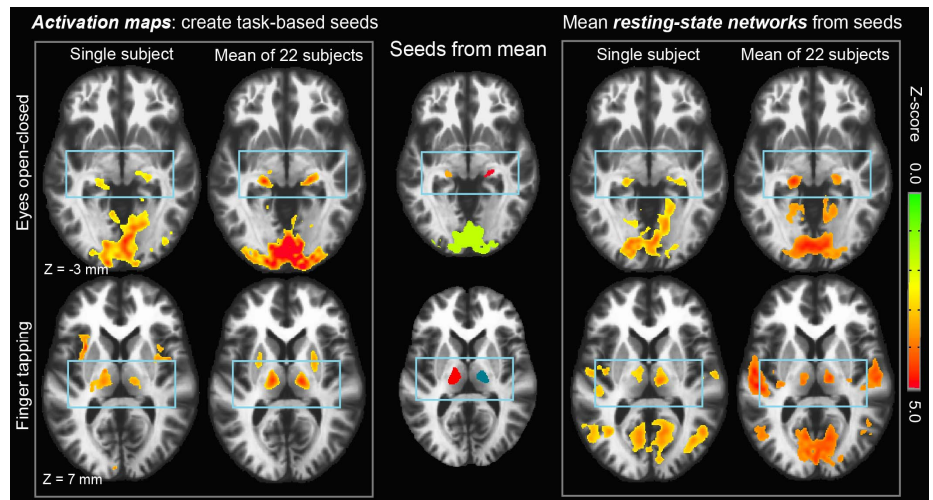 Activation maps: create task-based seeds
Mean resting-state networks from seeds
Single subject
Mean of 22 subjects
Seeds from mean
Single subject
Mean of 22 subjects
Eyes open-closed
Z = -3 mm
Finger tapping
Z = 7 mm
Z-score
0.0
5.0